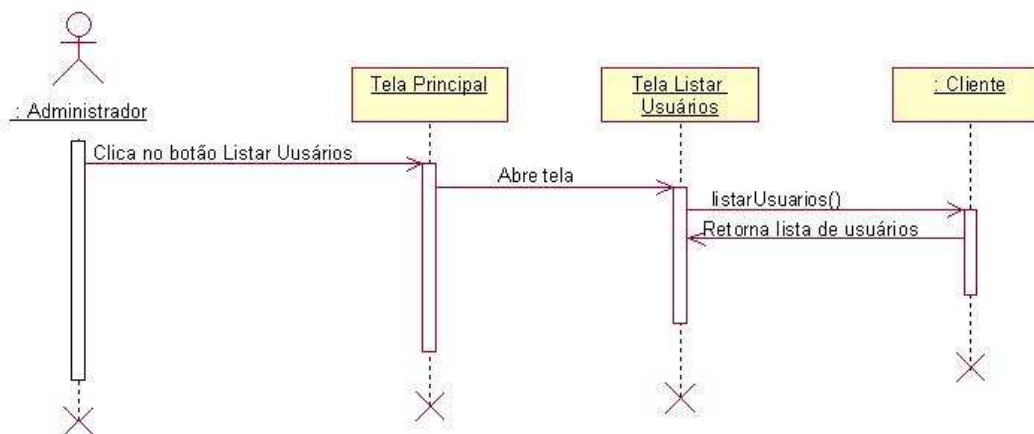 : Administrador
Tela Principal
Tela Listar
Usuários
: Cliente
Clica no botão Listar Uusários
Abre tela
listarUsuarios()
Retorna lista de usuários